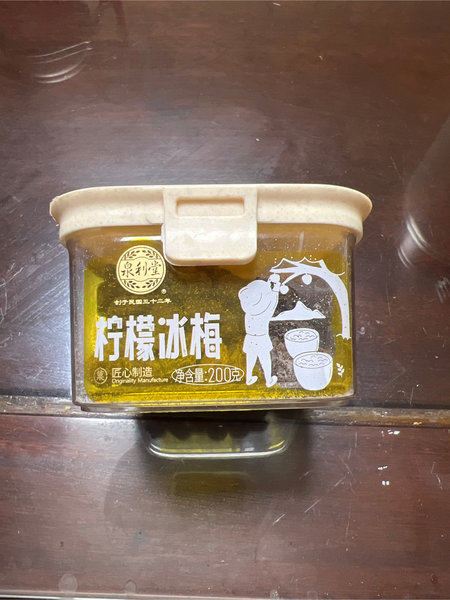 泉利堂
®
创于民国三十二年
柠檬冰梅
匠心制造
Originality Manufacture
净含量:200克